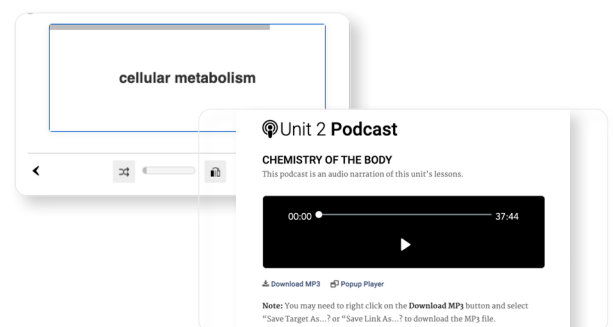 cellular metabolism
Unit 2 Podcast
CHEMISTRY OF THE BODY
This podcast is an audio narration of this unit's lessons.
00:00 37:44
Download MP3 Popup Player
Note: You may need to right click on the Download MP3 button and select
"Save Target As...? or "Save Link As...? to download the MP3 file.